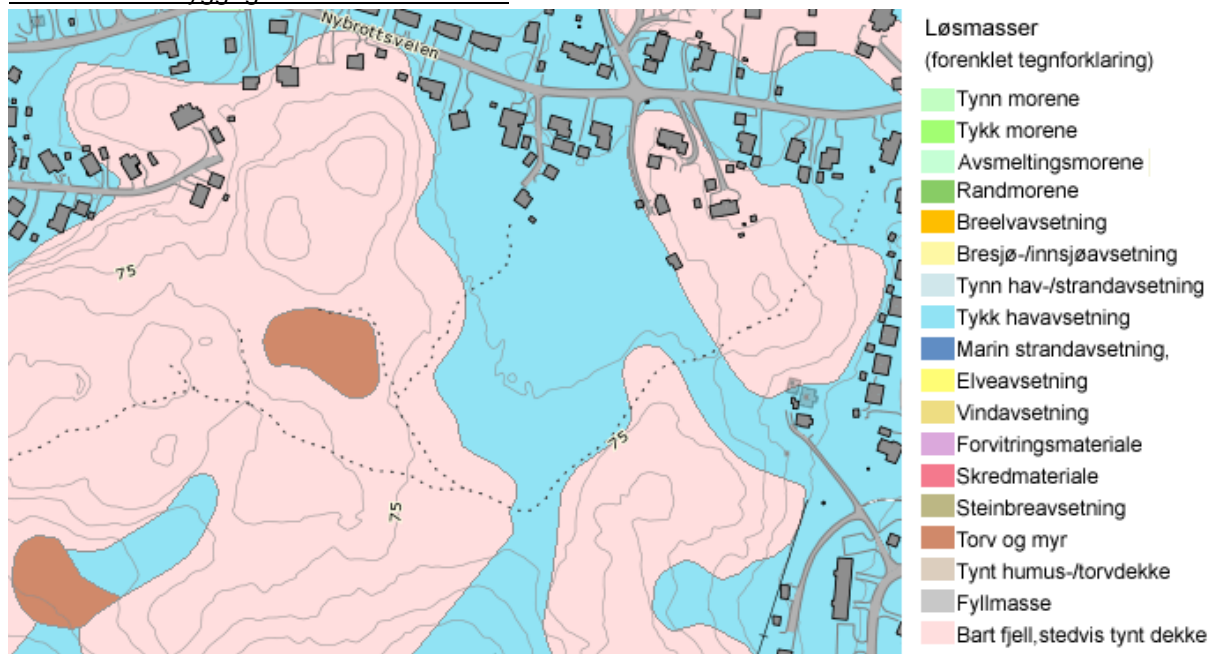 Nybrottsveien
75
75
75
Løsmasser
(forenklet tegnforklaring)
Tynn morene
Tykk morene
Avsmeltingsmorene
Randmorene
Breelvavsetning
Bresjø-/innsjøavsetning
Tynn hav-/strandavsetning
Tykk havavsetning
Marin strandavsetning,
Elveavsetning
Vindavsetning
Forvitringsmateriale
Skredmateriale
Steinbreavsetning
Torv og myr
Tynt humus-/torvdekke
Fyllmasse
Bart fjell,stedvis tynt dekke